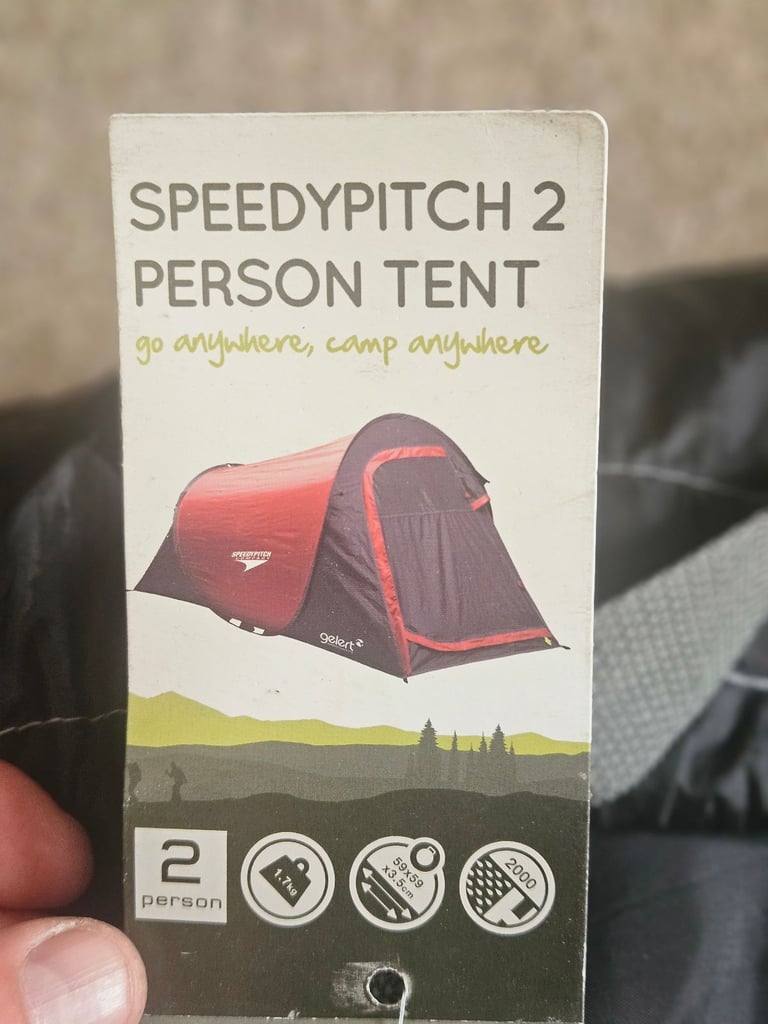 SPEEDYPITCH 2
PERSON TENT
go anywhere, camp anywhere
SPEEDYPITCH
gelert
2
person
1.7kg
59x59
x3.5cm
2000